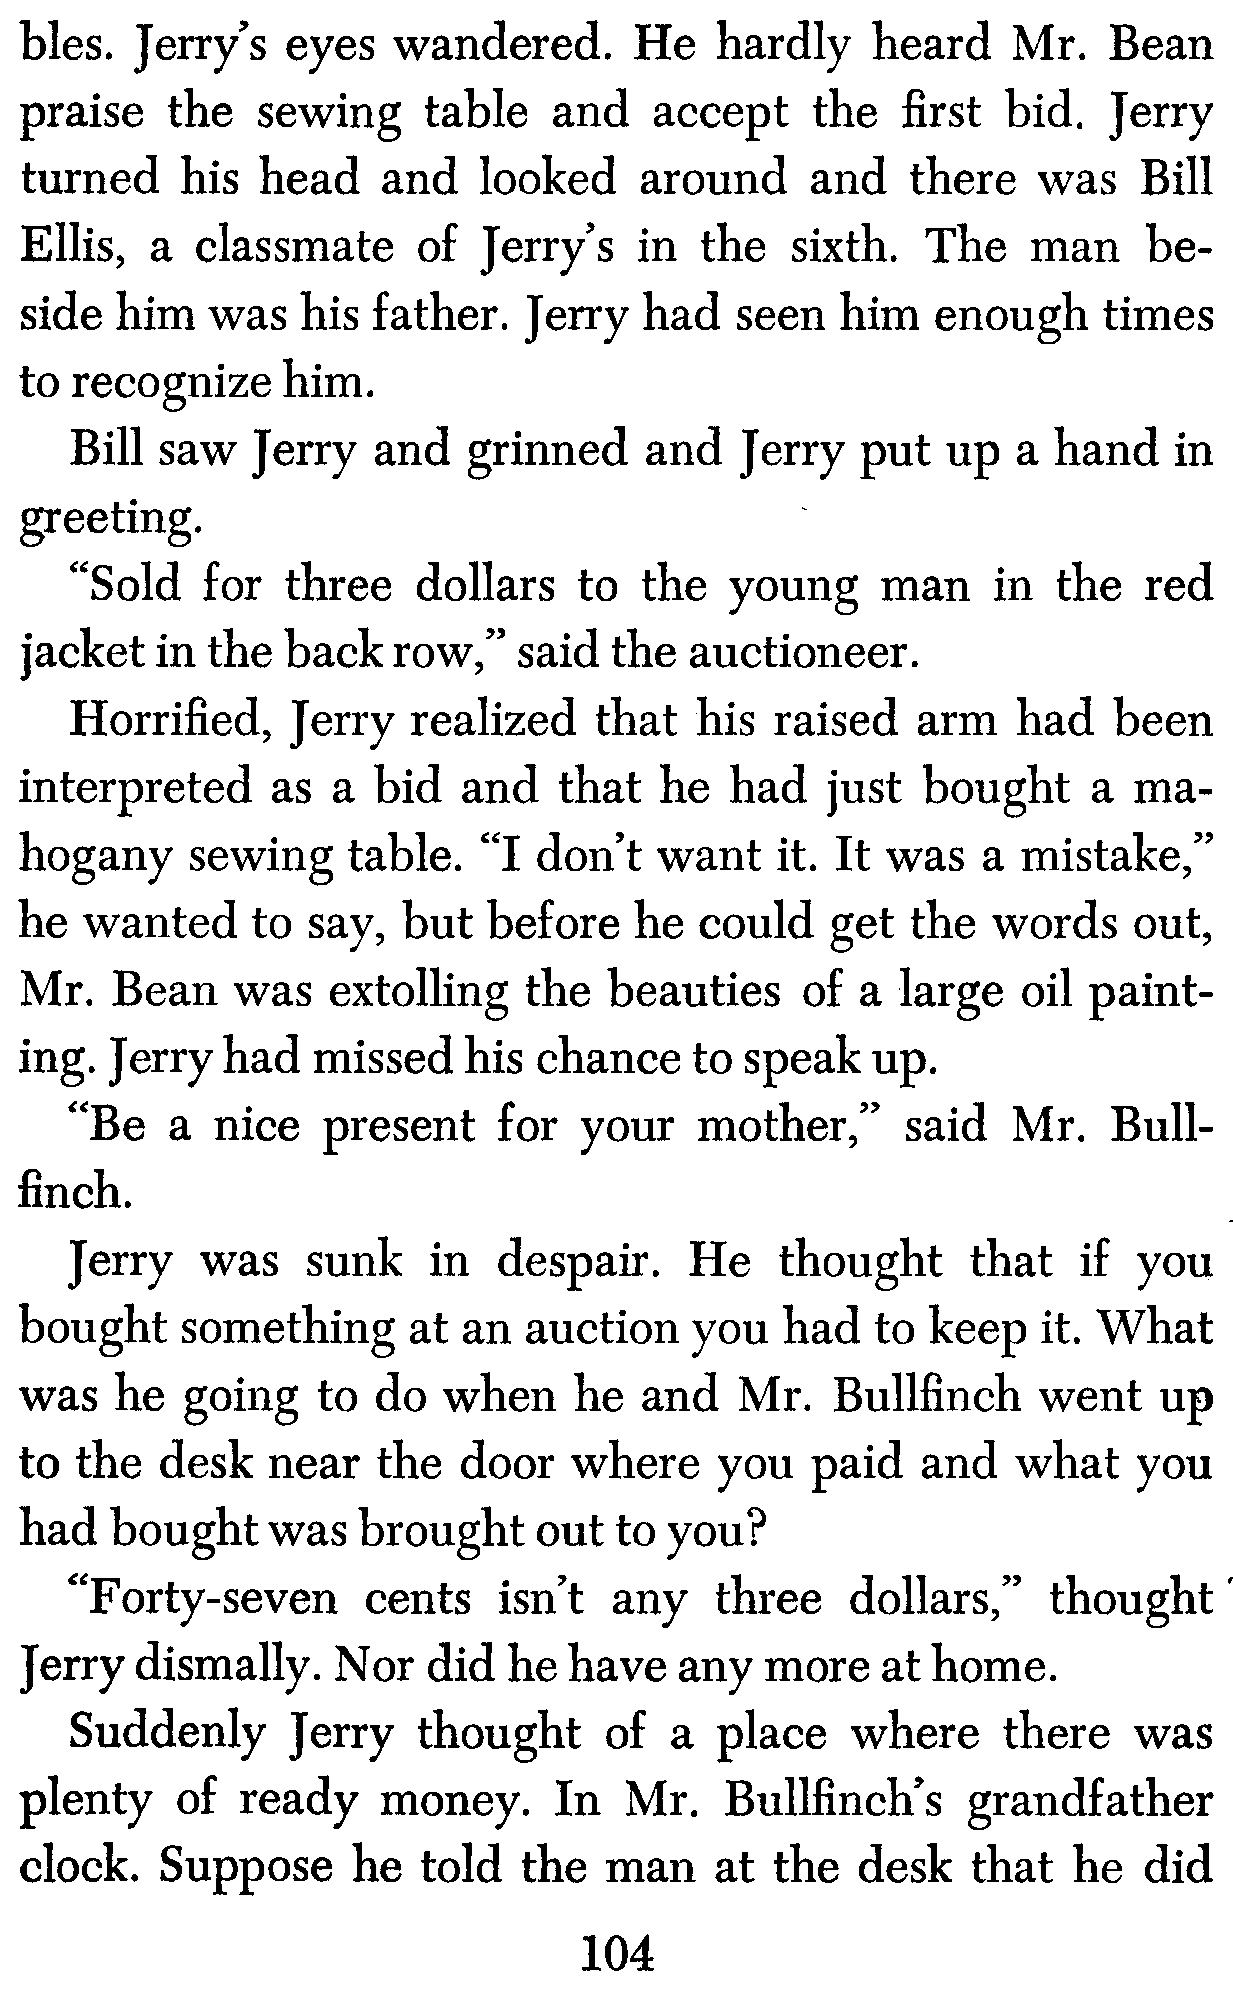 bles. Jerry's eyes wandered. He hardly heard Mr. Bean
praise the sewing table and accept the first bid. Jerry
turned his head and looked around and there was Bill
Ellis, a classmate of Jerry's in the sixth. The man be-
side him was his father. Jerry had seen him enough times
to recognize him.
Bill saw Jerry and grinned and Jerry put up a hand in
greeting.
“Sold for three dollars to the young man in the red
jacket in the back row,” said the auctioneer.
Horrified, Jerry realized that his raised arm had been
interpreted as a bid and that he had just bought a ma-
hogany sewing table. “I don't want it. It was a mistake,”
he wanted to say, but before he could get the words out,
Mr. Bean was extolling the beauties of a large oil paint-
ing. Jerry had missed his chance to speak up.
“Be a nice present for your mother,” said Mr. Bull-
finch.
Jerry was sunk in despair. He thought that if you
bought something at an auction you had to keep it. What
was he going to do when he and Mr. Bullfinch went up
to the desk near the door where you paid and what you
had bought was brought out to you?
“Forty-seven cents isn't any three dollars,” thought
Jerry dismally. Nor did he have any more at home.
Suddenly Jerry thought of a place where there was
plenty of ready money. In Mr. Bullfinch's grandfather
clock. Suppose he told the man at the desk that he did
104